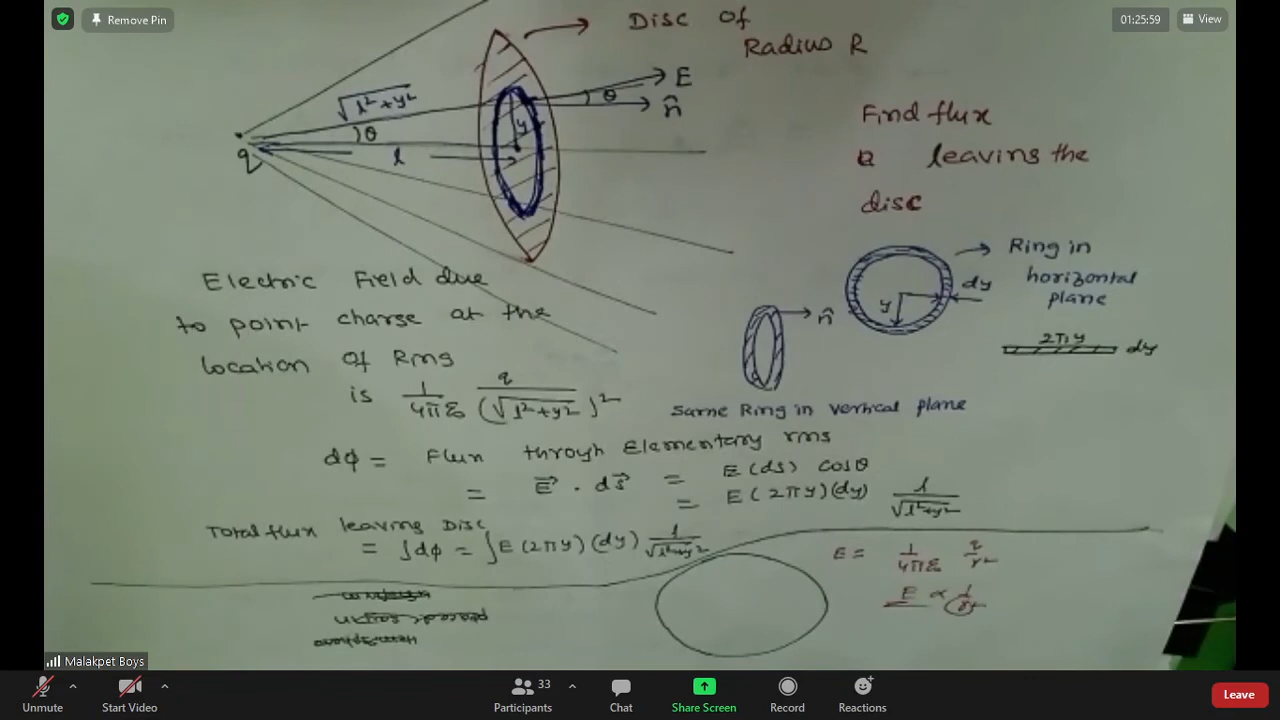 Remove Pin
01:25:59
View
Disc of
Radius R
√l²+y²
E
θ
n̂
θ
y
q
l
Find flux
leaving the
disc
Ring in
horizontal
plane
dy
y
n̂
2πy
dy
Same Ring in vertical plane
Electric Field due
to point charge at the
location of Ring
is 1/4πε₀ q/(√l²+y²)²
dφ = Flux through Elementary ring
= E⃗ . ds⃗ = E(ds) cosθ
= E(2πy)(dy) l/√l²+y²
Total flux leaving Disc
= ∫dφ = ∫E(2πy)(dy) l/√l²+y²
E = 1/4πε₀ q/r²
Malakpet Boys
Unmute
Start Video
33
Participants
Chat
Share Screen
Record
Reactions
Leave